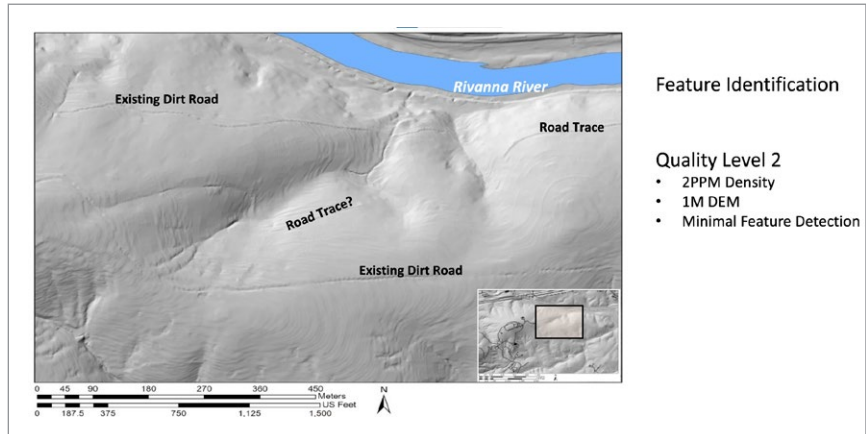 Rivanna River
Existing Dirt Road
Road Trace
Road Trace?
Existing Dirt Road
0 45 90 180 270 360 450
Meters
US Feet
0 187.5 375 750 1,125 1,500
N
Feature Identification
Quality Level 2
• 2PPM Density
• 1M DEM
• Minimal Feature Detection